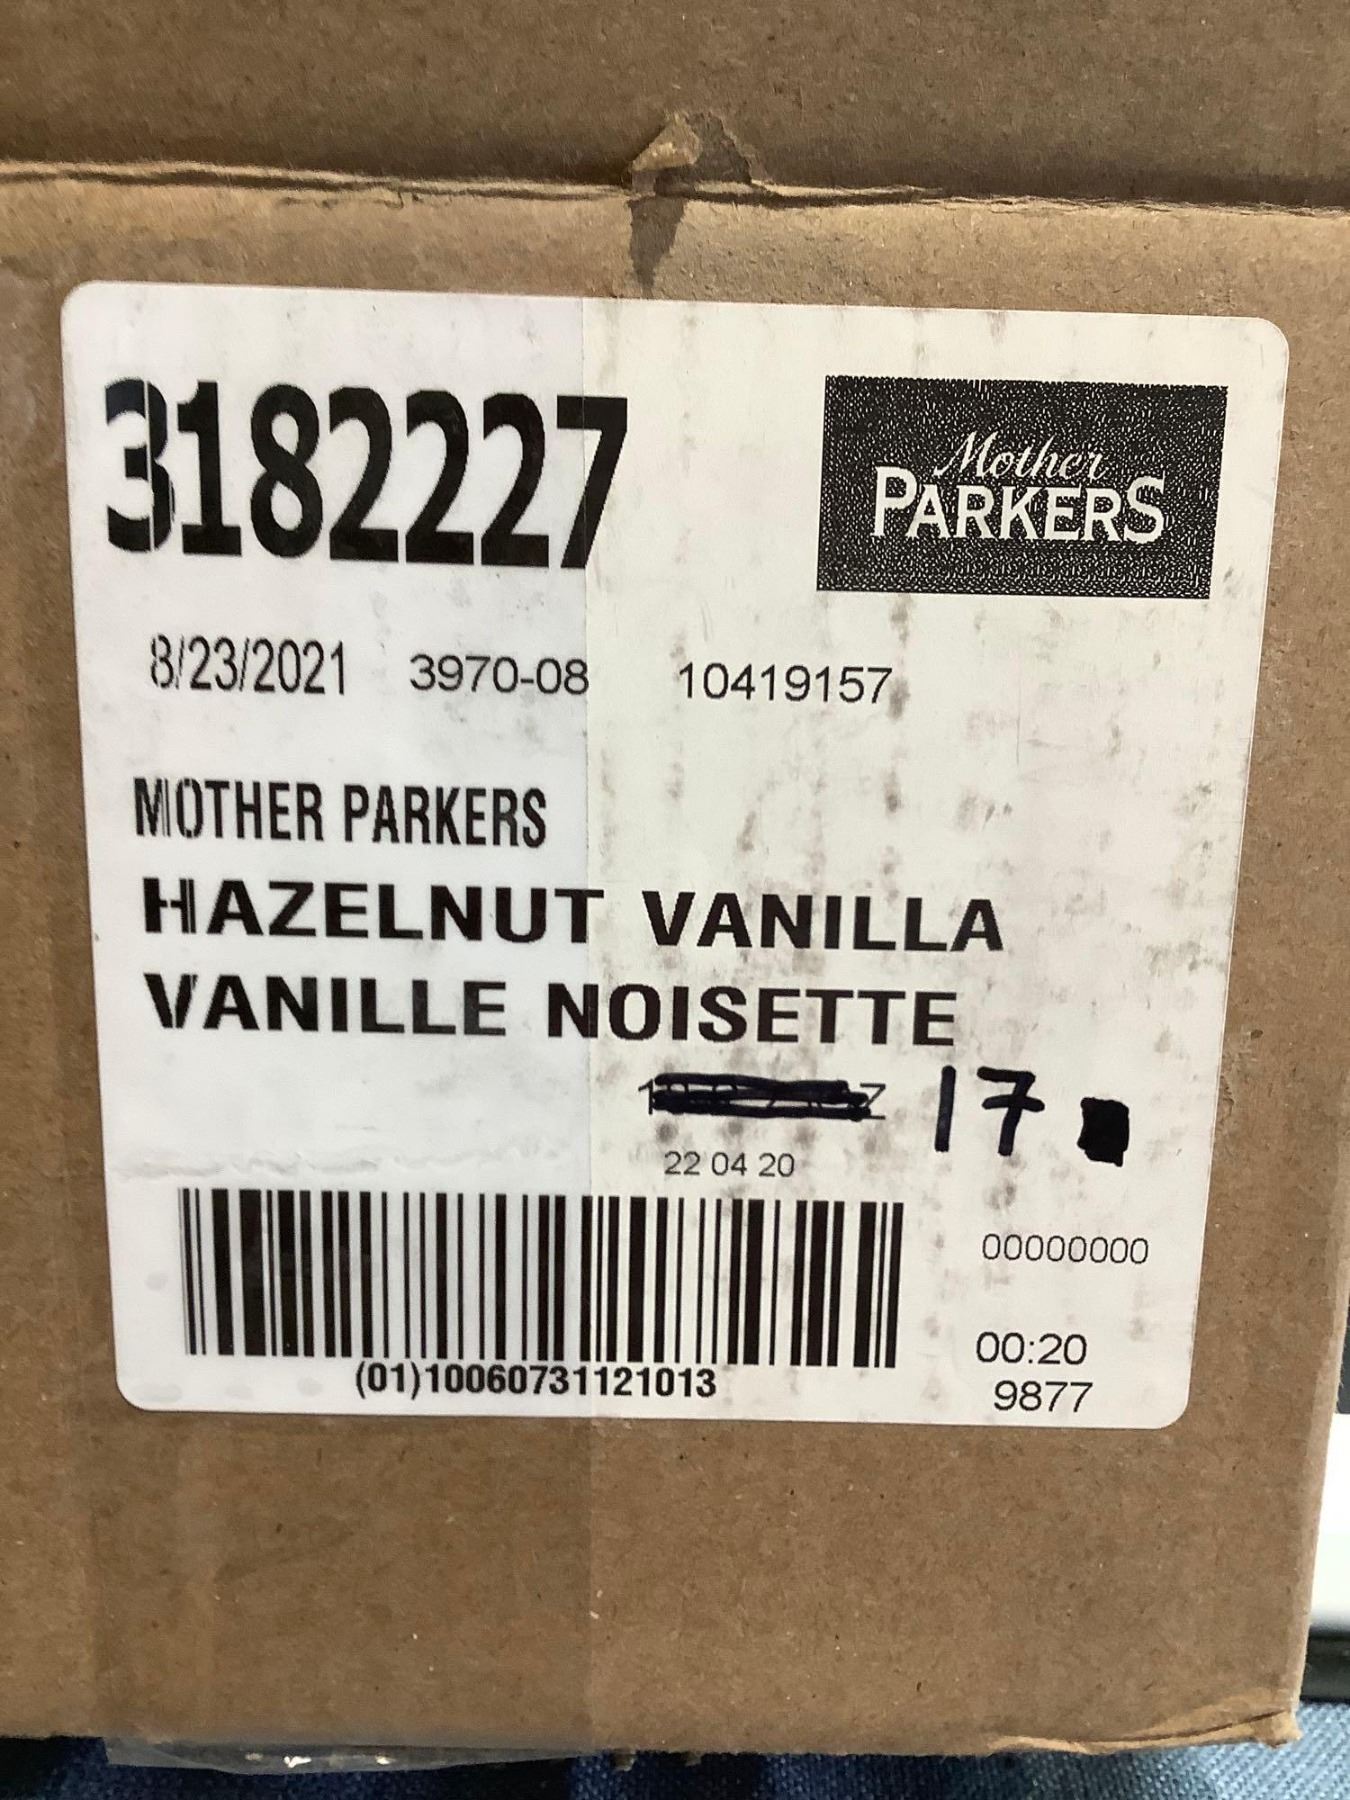 3182227
Mother
PARKERS
8/23/2021 3970-08 10419157
MOTHER PARKERS
HAZELNUT VANILLA
VANILLE NOISETTE
17
22 04 20
00000000
00:20
(01)10060731121013
9877